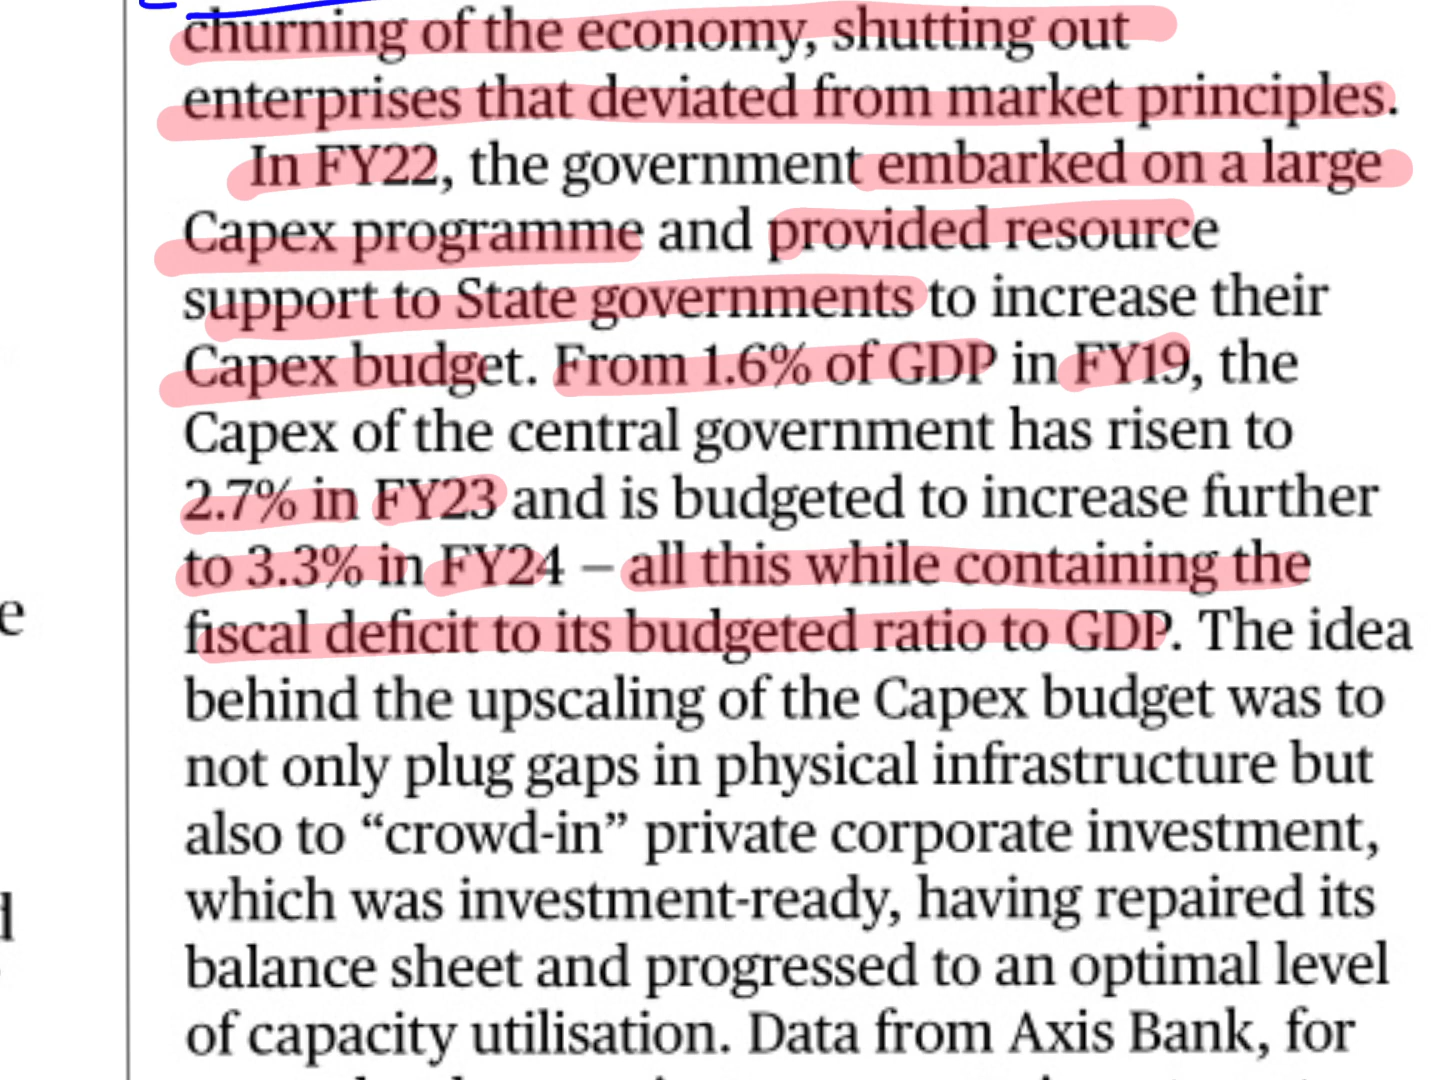 churning of the economy, shutting out
enterprises that deviated from market principles.
In FY22, the government embarked on a large
Capex programme and provided resource
support to State governments to increase their
Capex budget. From 1.6% of GDP in FY19, the
Capex of the central government has risen to
2.7% in FY23 and is budgeted to increase further
to 3.3% in FY24 – all this while containing the
fiscal deficit to its budgeted ratio to GDP. The idea
behind the upscaling of the Capex budget was to
not only plug gaps in physical infrastructure but
also to “crowd-in” private corporate investment,
which was investment-ready, having repaired its
balance sheet and progressed to an optimal level
of capacity utilisation. Data from Axis Bank, for